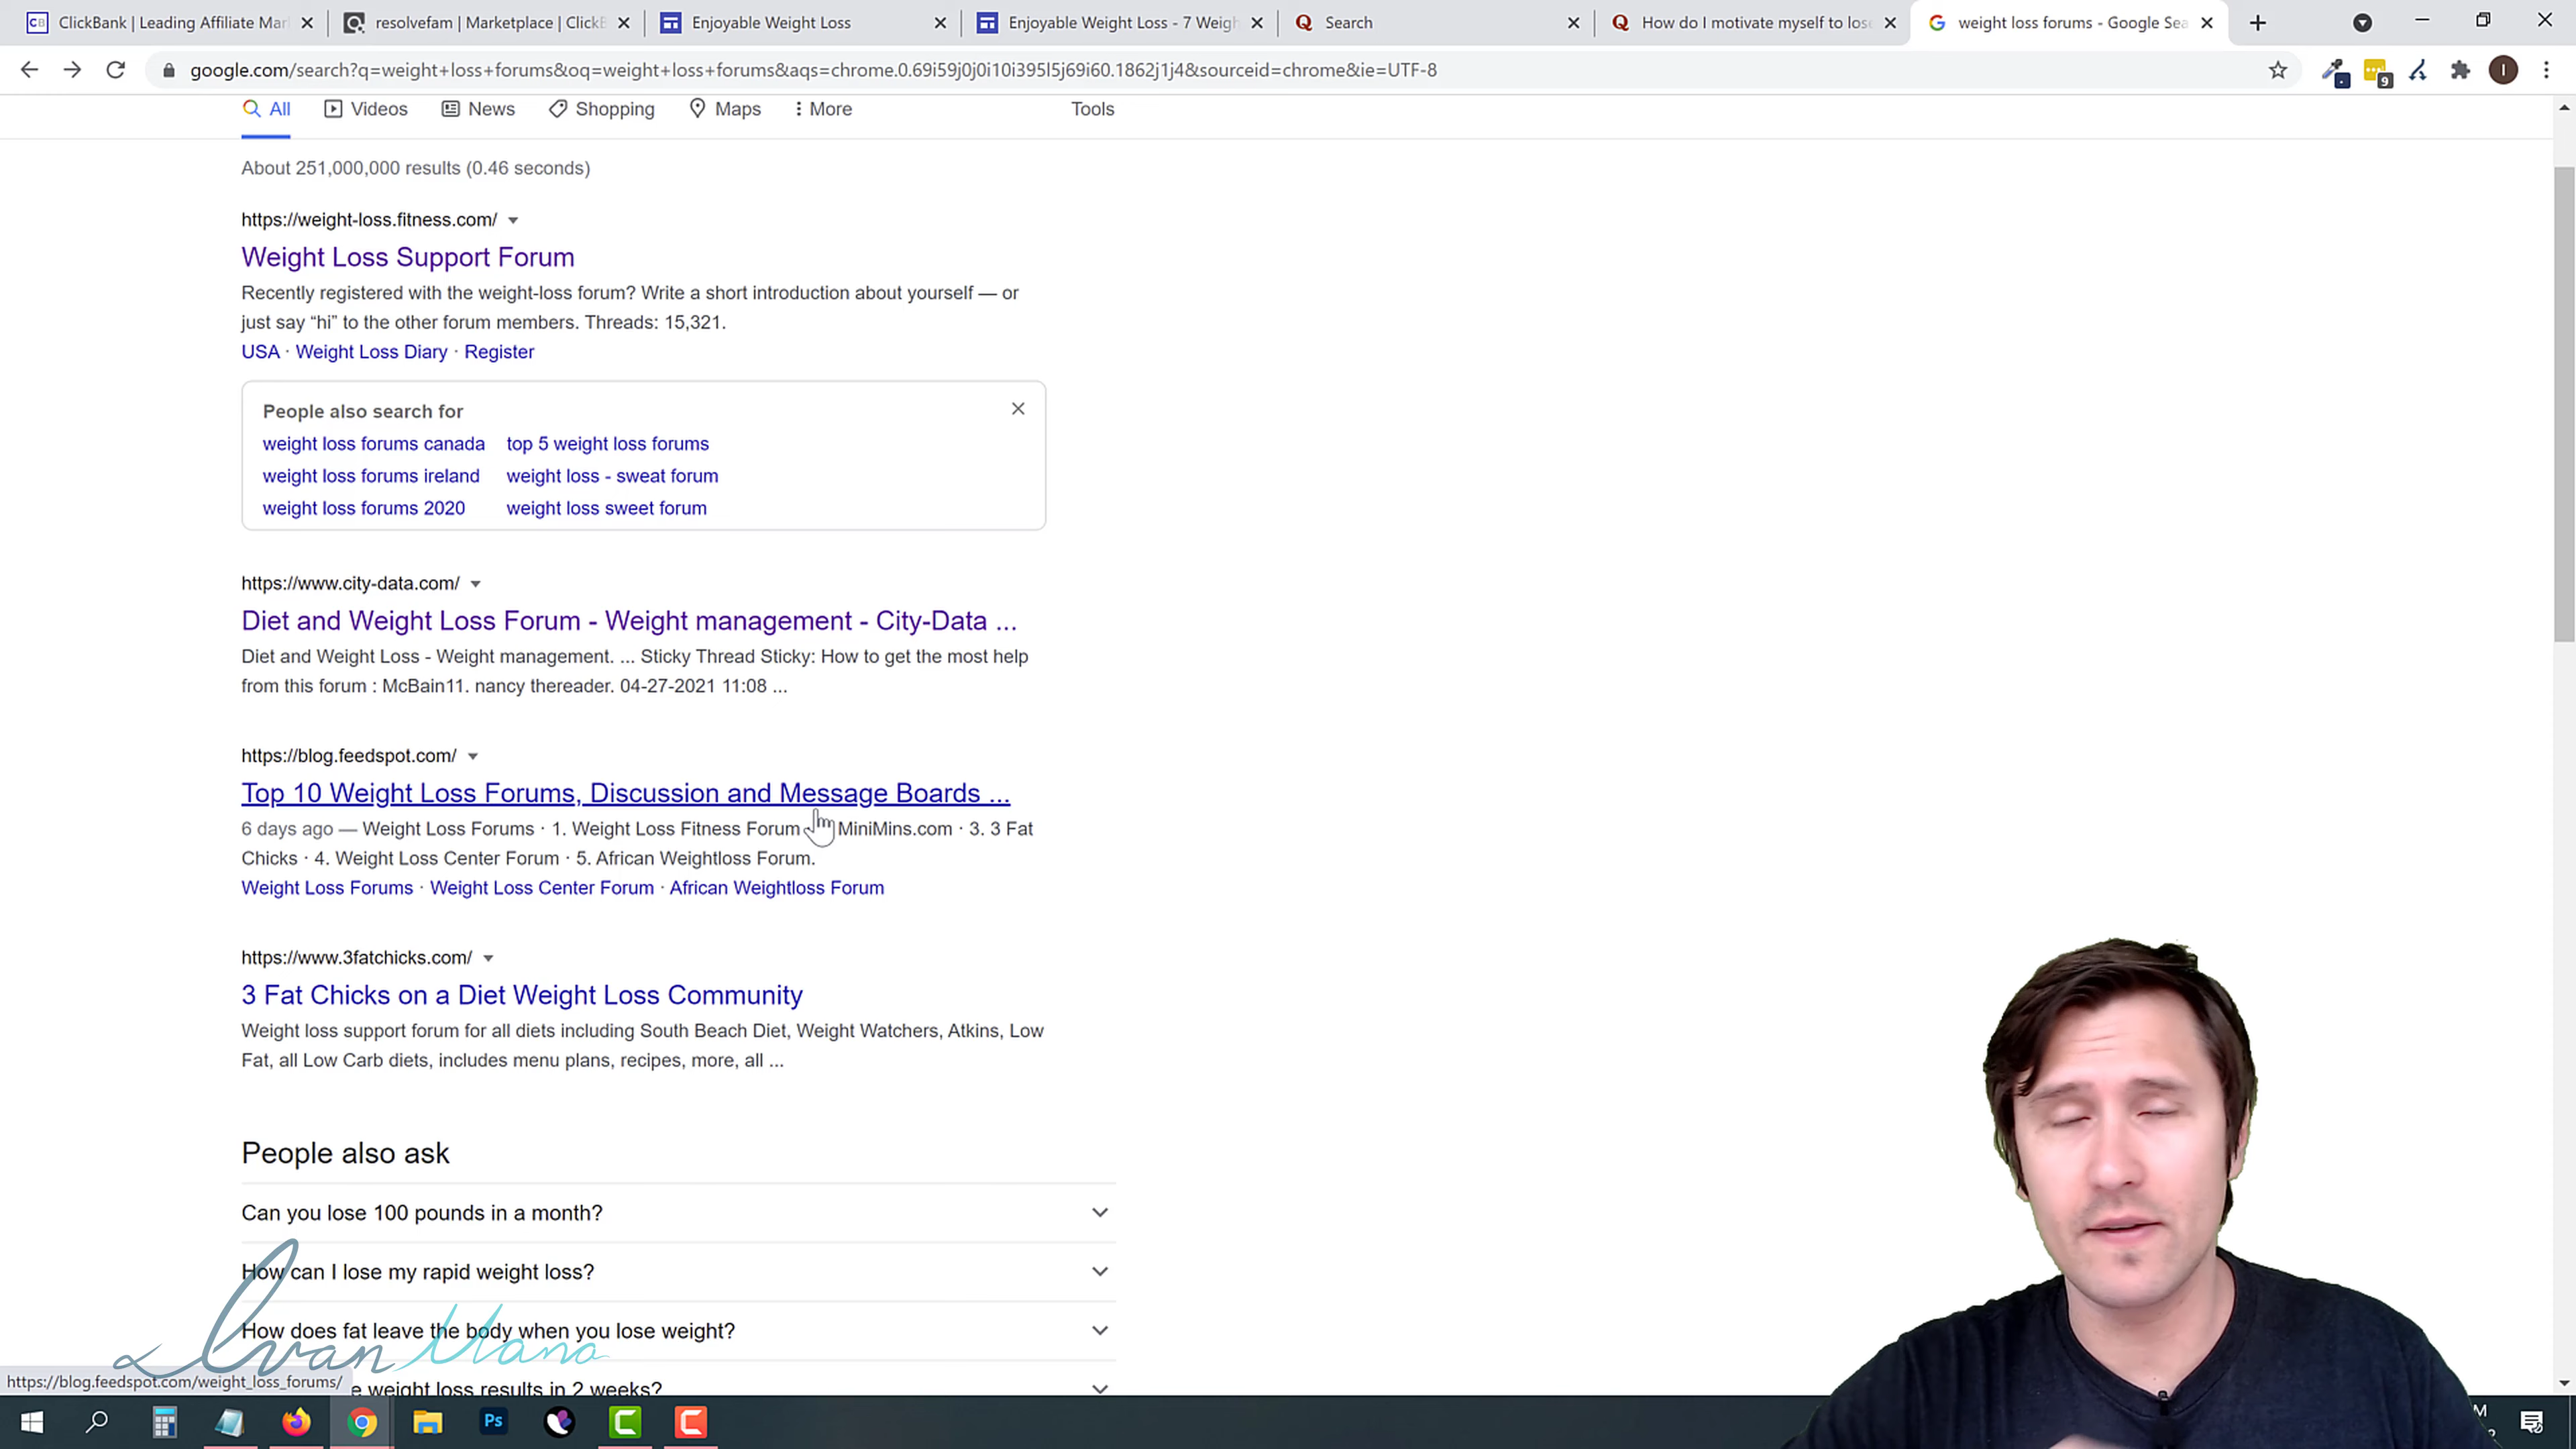 ClickBank | Leading Affiliate Mar
resolvefam | Marketplace | ClickB
Enjoyable Weight Loss
Enjoyable Weight Loss - 7 Weigh
Search
How do I motivate myself to lose
weight loss forums - Google Sea
google.com/search?q=weight+loss+forums&oq=weight+loss+forums&aqs=chrome.0.69i59j0j0i10i395l5j69i60.1862j1j4&sourceid=chrome&ie=UTF-8
9
I
All
Videos
News
Shopping
Maps
More
Tools
About 251,000,000 results (0.46 seconds)
https://weight-loss.fitness.com/
Weight Loss Support Forum
Recently registered with the weight-loss forum? Write a short introduction about yourself — or
just say “hi” to the other forum members. Threads: 15,321.
USA · Weight Loss Diary · Register
People also search for
weight loss forums canada top 5 weight loss forums
weight loss forums ireland weight loss - sweat forum
weight loss forums 2020 weight loss sweet forum
https://www.city-data.com/
Diet and Weight Loss Forum - Weight management - City-Data ...
Diet and Weight Loss - Weight management. ... Sticky Thread Sticky: How to get the most help
from this forum : McBain11. nancy thereader. 04-27-2021 11:08 ...
https://blog.feedspot.com/
Top 10 Weight Loss Forums, Discussion and Message Boards ...
6 days ago — Weight Loss Forums · 1. Weight Loss Fitness Forum MiniMins.com · 3. 3 Fat
Chicks · 4. Weight Loss Center Forum · 5. African Weightloss Forum.
Weight Loss Forums · Weight Loss Center Forum · African Weightloss Forum
https://www.3fatchicks.com/
3 Fat Chicks on a Diet Weight Loss Community
Weight loss support forum for all diets including South Beach Diet, Weight Watchers, Atkins, Low
Fat, all Low Carb diets, includes menu plans, recipes, more, all ...
People also ask
Can you lose 100 pounds in a month?
How can I lose my rapid weight loss?
How does fat leave the body when you lose weight?
Ivan Mana
https://blog.feedspot.com/weight_loss_forums/
e weight loss results in 2 weeks?
Ps
M